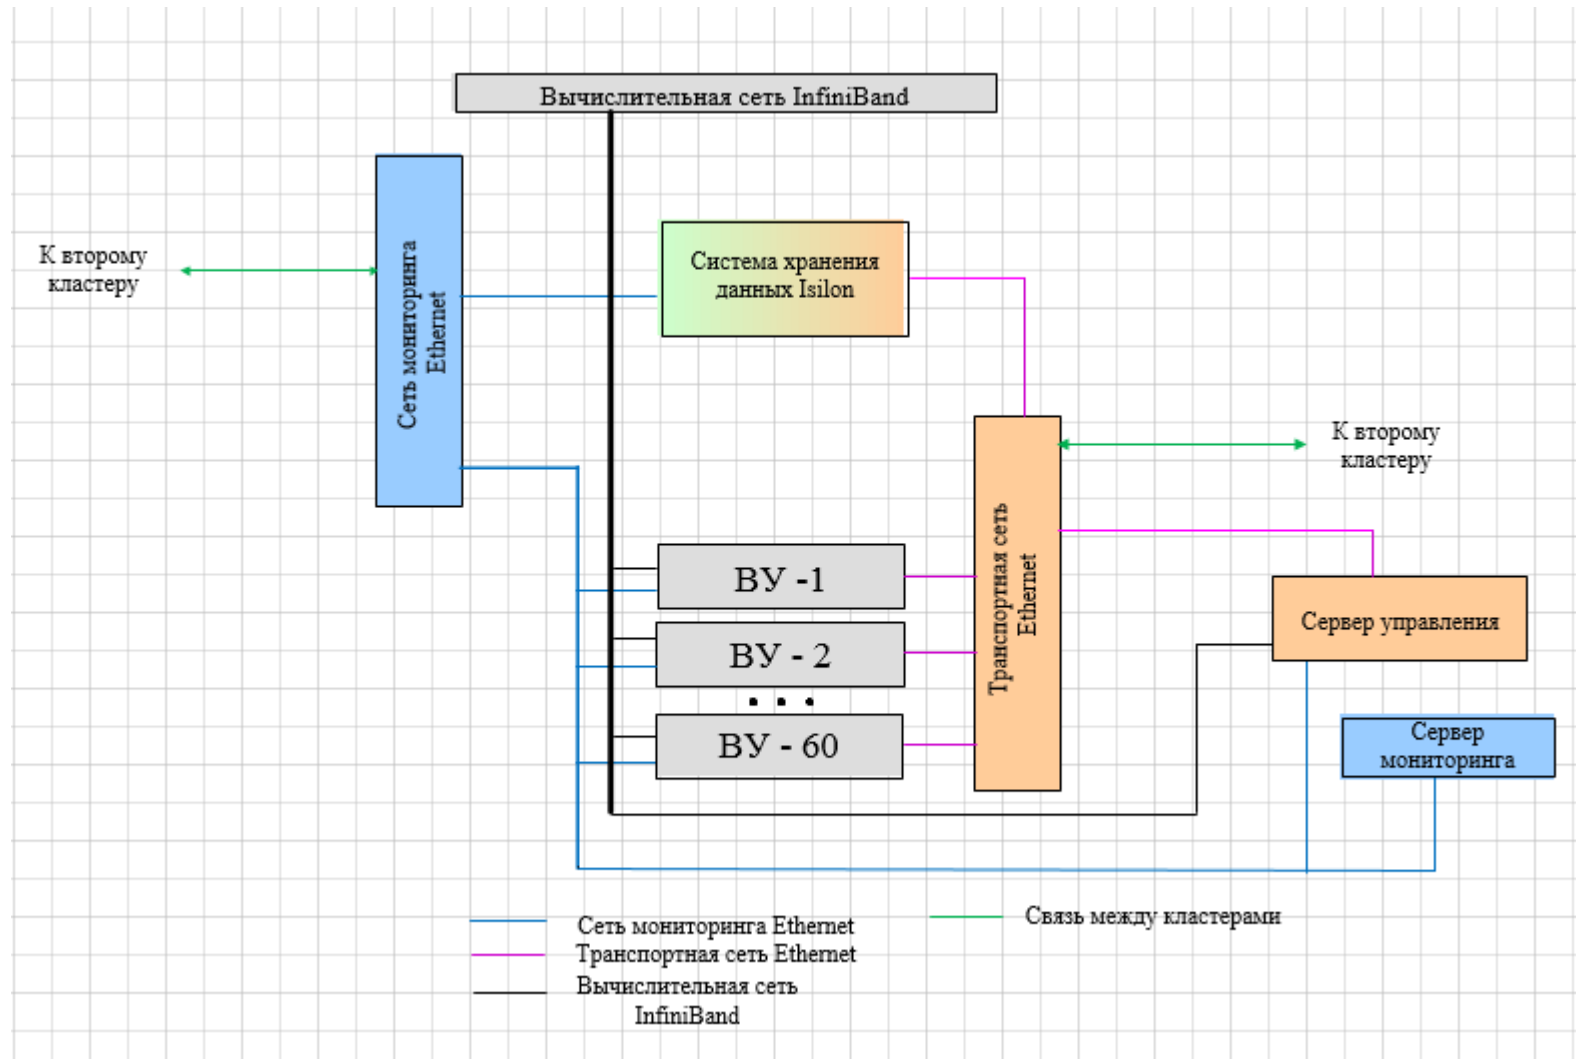 Вычислительная сеть InfiniBand
К второму
кластеру
Сеть мониторинга
Ethernet
Система хранения
данных Isilon
К второму
кластеру
Транспортная сеть
Ethernet
ВУ -1
ВУ - 2
. . .
ВУ - 60
Сервер управления
Сервер
мониторинга
Сеть мониторинга Ethernet
Связь между кластерами
Транспортная сеть Ethernet
Вычислительная сеть
InfiniBand